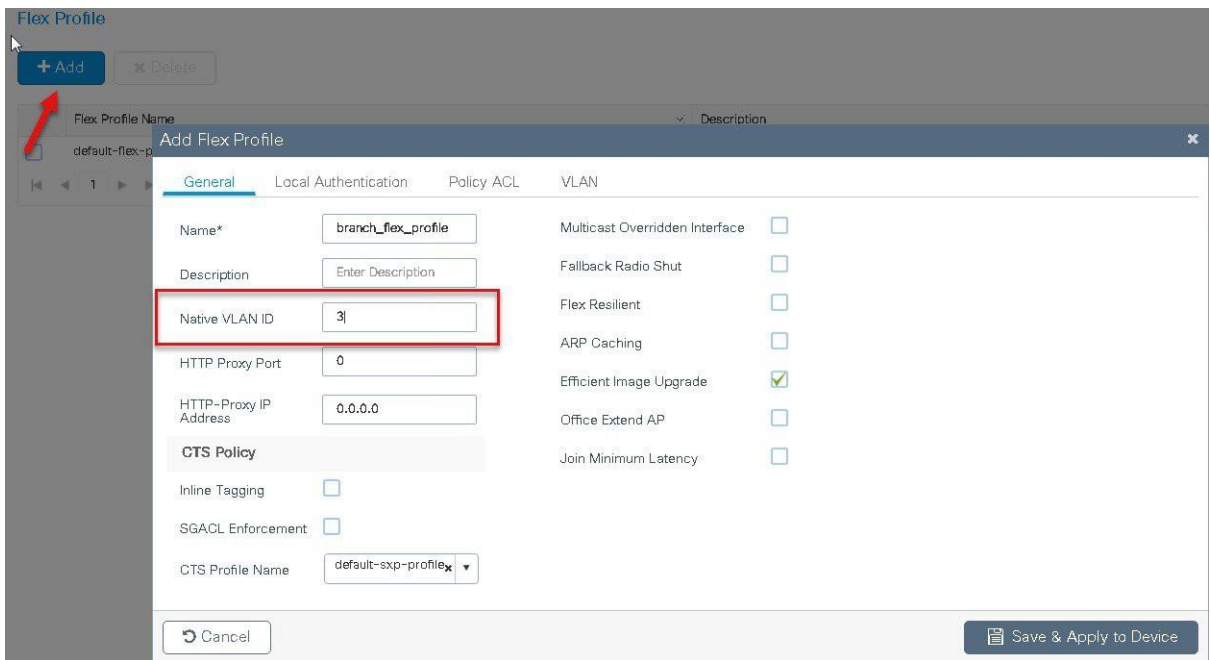 Flex Profile
+ Add
✖ Delete
Flex Profile Name
Description
default-flex-p
1
Add Flex Profile
General
Local Authentication
Policy ACL
VLAN
Name*
branch_flex_profile
Description
Enter Description
Native VLAN ID
3
HTTP Proxy Port
0
HTTP-Proxy IP
Address
0.0.0.0
CTS Policy
Inline Tagging
SGACL Enforcement
CTS Profile Name
default-sxp-profile
Multicast Overridden Interface
Fallback Radio Shut
Flex Resilient
ARP Caching
Efficient Image Upgrade
Office Extend AP
Join Minimum Latency
Cancel
Save & Apply to Device